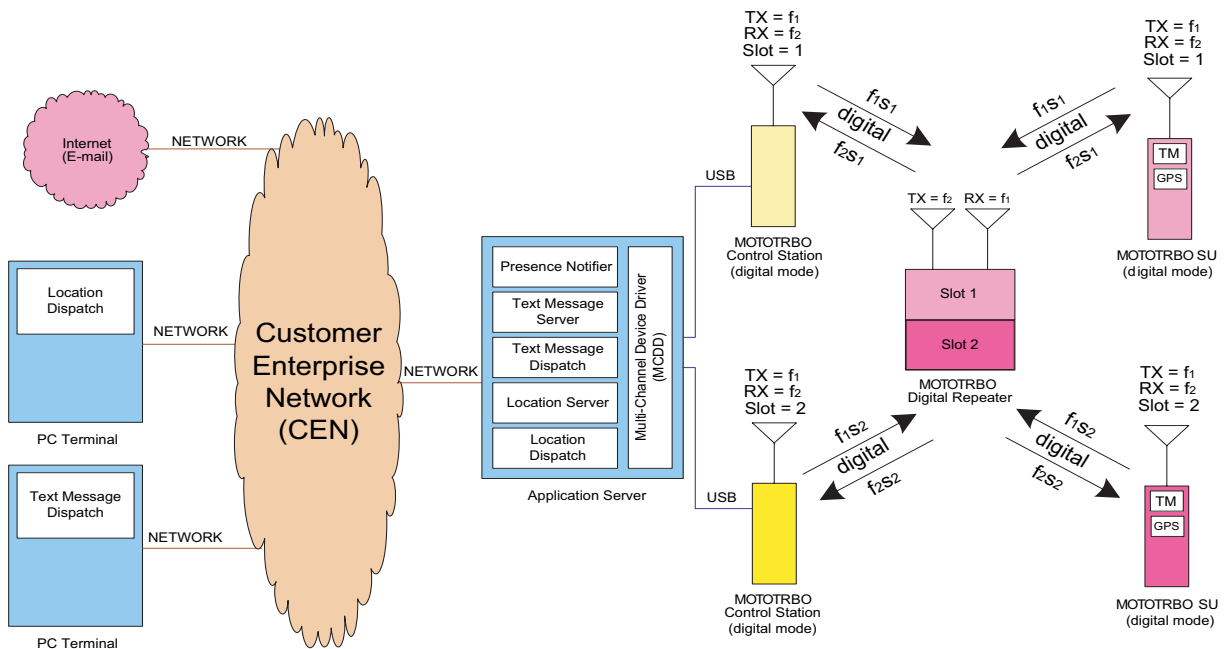 Internet
(E-mail)
NETWORK
Location
Dispatch
NETWORK
PC Terminal
Text Message
Dispatch
NETWORK
PC Terminal
Customer
Enterprise
Network
(CEN)
NETWORK
Presence Notifier
Text Message
Server
Text Message
Dispatch
Location Server
Location
Dispatch
Multi-Channel Device Driver
(MCDD)
Application Server
USB
USB
TX = f1
RX = f2
Slot = 1
MOTOTRBO
Control Station
(digital mode)
f1s1
digital
f2s1
TX = f1
RX = f2
Slot = 2
MOTOTRBO
Control Station
(digital mode)
f1s2
digital
f2s2
TX = f2
RX = f1
Slot 1
Slot 2
MOTOTRBO
Digital Repeater
f1s1
digital
f2s1
TX = f1
RX = f2
Slot = 1
TM
GPS
MOTOTRBO SU
(digital mode)
f1s2
digital
f2s2
TX = f1
RX = f2
Slot = 2
TM
GPS
MOTOTRBO SU
(digital mode)